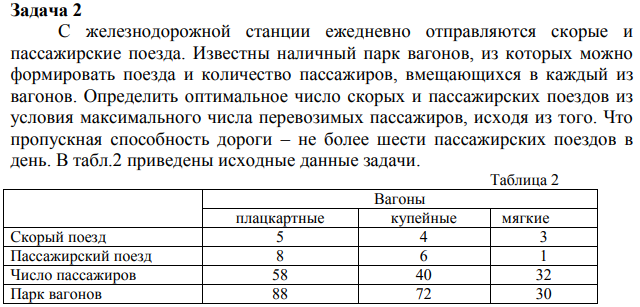 Задача 2
С железнодорожной станции ежедневно отправляются скорые и
пассажирские поезда. Известны наличный парк вагонов, из которых можно
формировать поезда и количество пассажиров, вмещающихся в каждый из
вагонов. Определить оптимальное число скорых и пассажирских поездов из
условия максимального числа перевозимых пассажиров, исходя из того. Что
пропускная способность дороги – не более шести пассажирских поездов в
день. В табл.2 приведены исходные данные задачи.
Таблица 2
Вагоны
плацкартные купейные мягкие
Скорый поезд 5 4 3
Пассажирский поезд 8 6 1
Число пассажиров 58 40 32
Парк вагонов 88 72 30